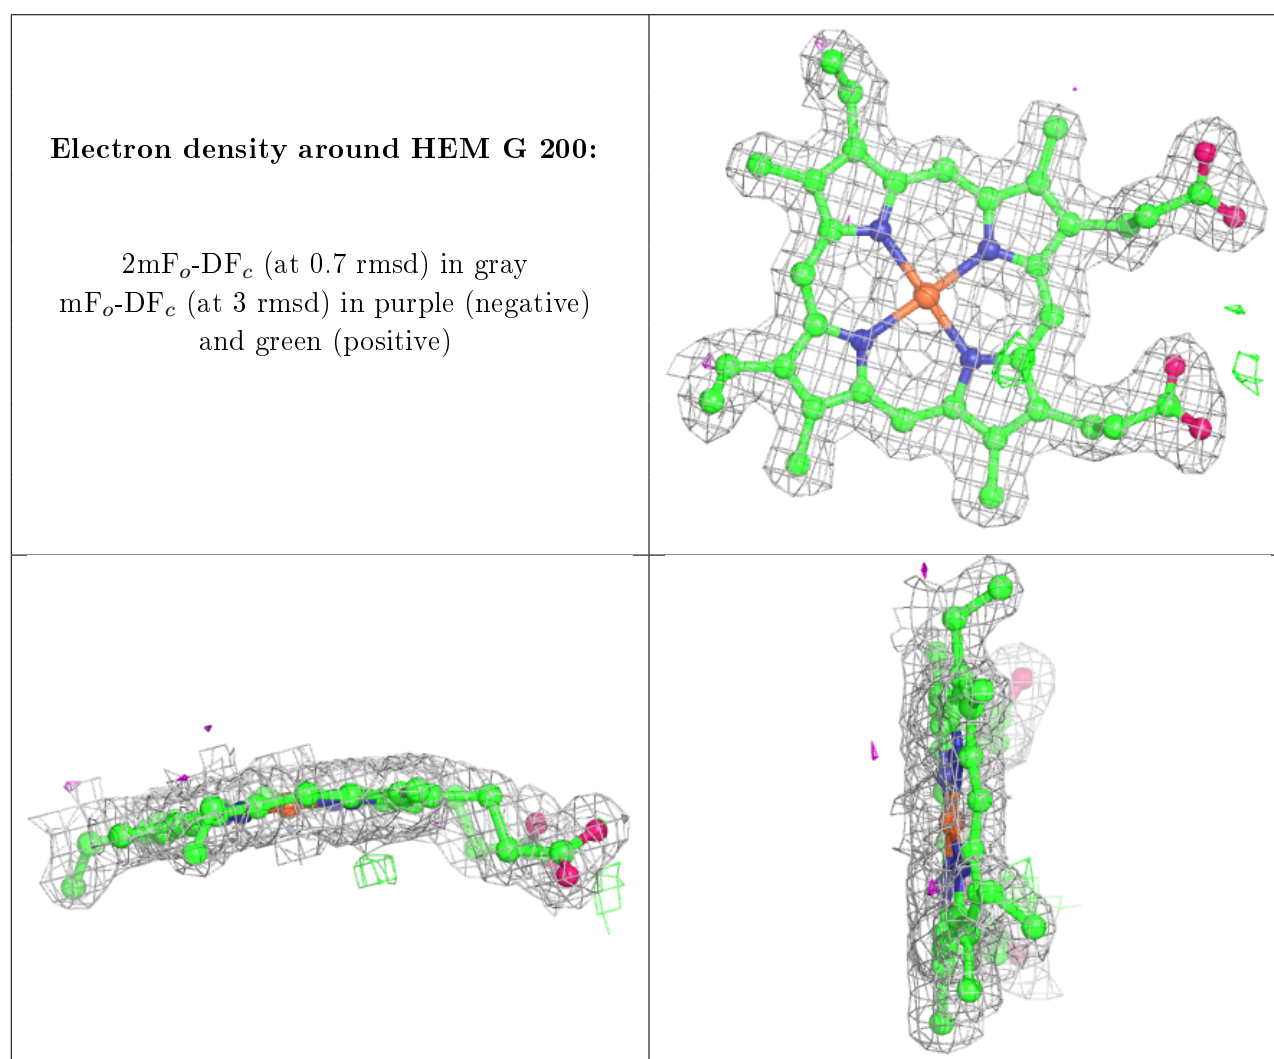 Electron density around HEM G 200:
2mFo-DFc (at 0.7 rmsd) in gray
mFo-DFc (at 3 rmsd) in purple (negative)
and green (positive)